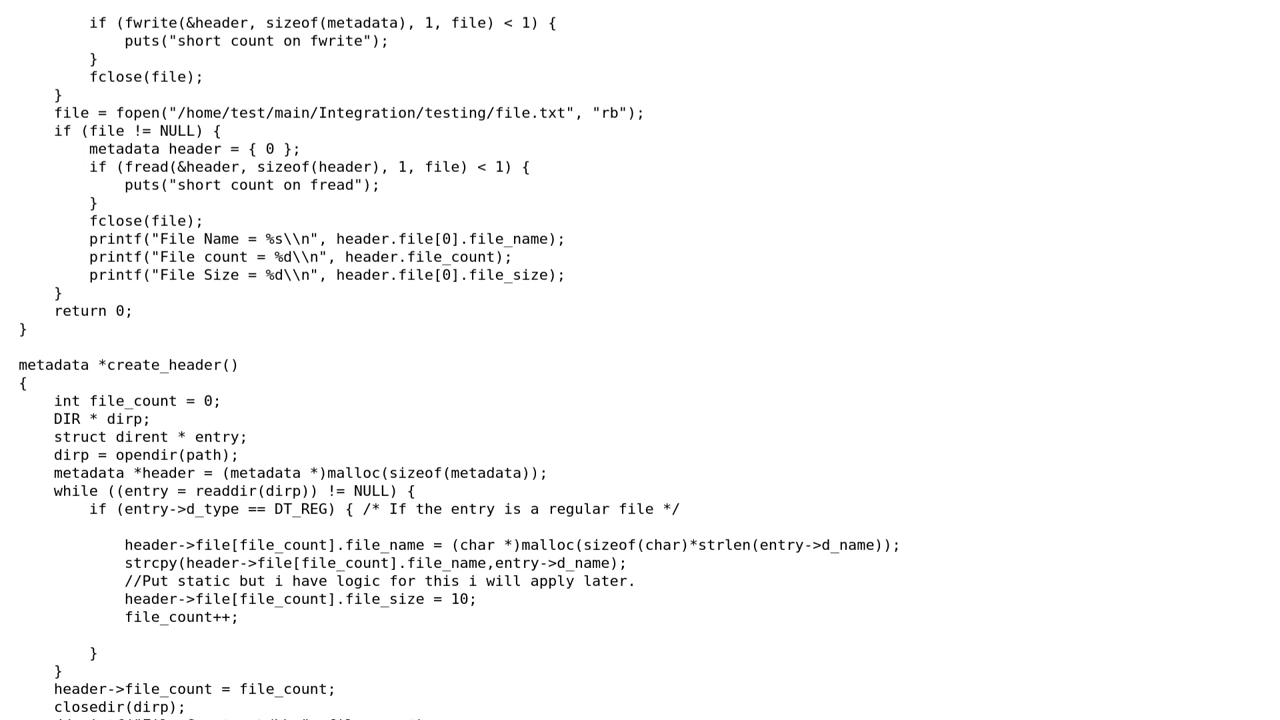 if (fwrite(&header, sizeof(metadata), 1, file) < 1) {
            puts("short count on fwrite");
        }
        fclose(file);
    }
    file = fopen("/home/test/main/Integration/testing/file.txt", "rb");
    if (file != NULL) {
        metadata header = { 0 };
        if (fread(&header, sizeof(header), 1, file) < 1) {
            puts("short count on fread");
        }
        fclose(file);
        printf("File Name = %s\\n", header.file[0].file_name);
        printf("File count = %d\\n", header.file_count);
        printf("File Size = %d\\n", header.file[0].file_size);
    }
    return 0;
}

metadata *create_header()
{
    int file_count = 0;
    DIR * dirp;
    struct dirent * entry;
    dirp = opendir(path);
    metadata *header = (metadata *)malloc(sizeof(metadata));
    while ((entry = readdir(dirp)) != NULL) {
        if (entry->d_type == DT_REG) { /* If the entry is a regular file */

            header->file[file_count].file_name = (char *)malloc(sizeof(char)*strlen(entry->d_name));
            strcpy(header->file[file_count].file_name,entry->d_name);
            //Put static but i have logic for this i will apply later.
            header->file[file_count].file_size = 10;
            file_count++;

        }
    }
    header->file_count = file_count;
    closedir(dirp);